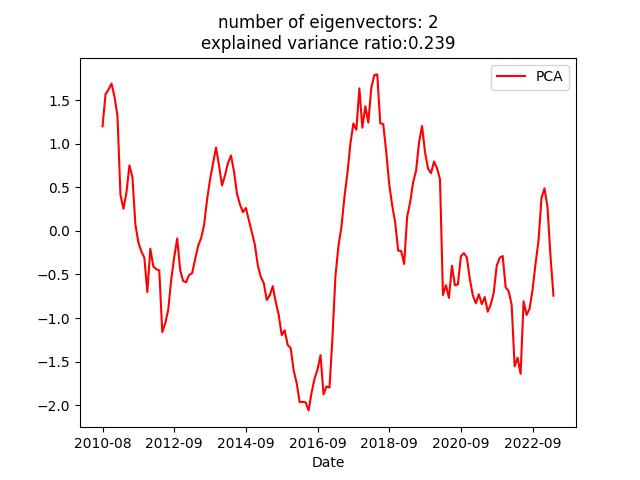 number of eigenvectors: 2
explained variance ratio:0.239
PCA
1.5
1.0
0.5
0.0
−0.5
−1.0
−1.5
−2.0
2010-08 2012-09 2014-09 2016-09 2018-09 2020-09 2022-09
Date